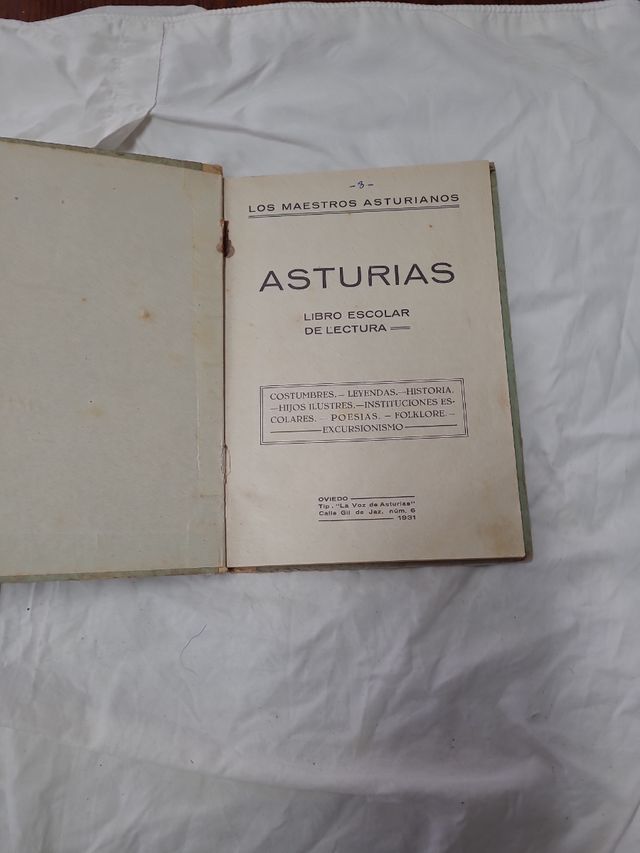 -8-
LOS MAESTROS ASTURIANOS
ASTURIAS
LIBRO ESCOLAR
DE LECTURA
COSTUMBRES.— LEYENDAS.—HISTORIA.
—HIJOS ILUSTRES.—INSTITUCIONES ES-
COLARES. — POESIAS. — FOLKLORE.—
EXCURSIONISMO
OVIEDO
Tip. "La Voz de Asturias"
Calle Gil de Jaz, núm. 6
1931